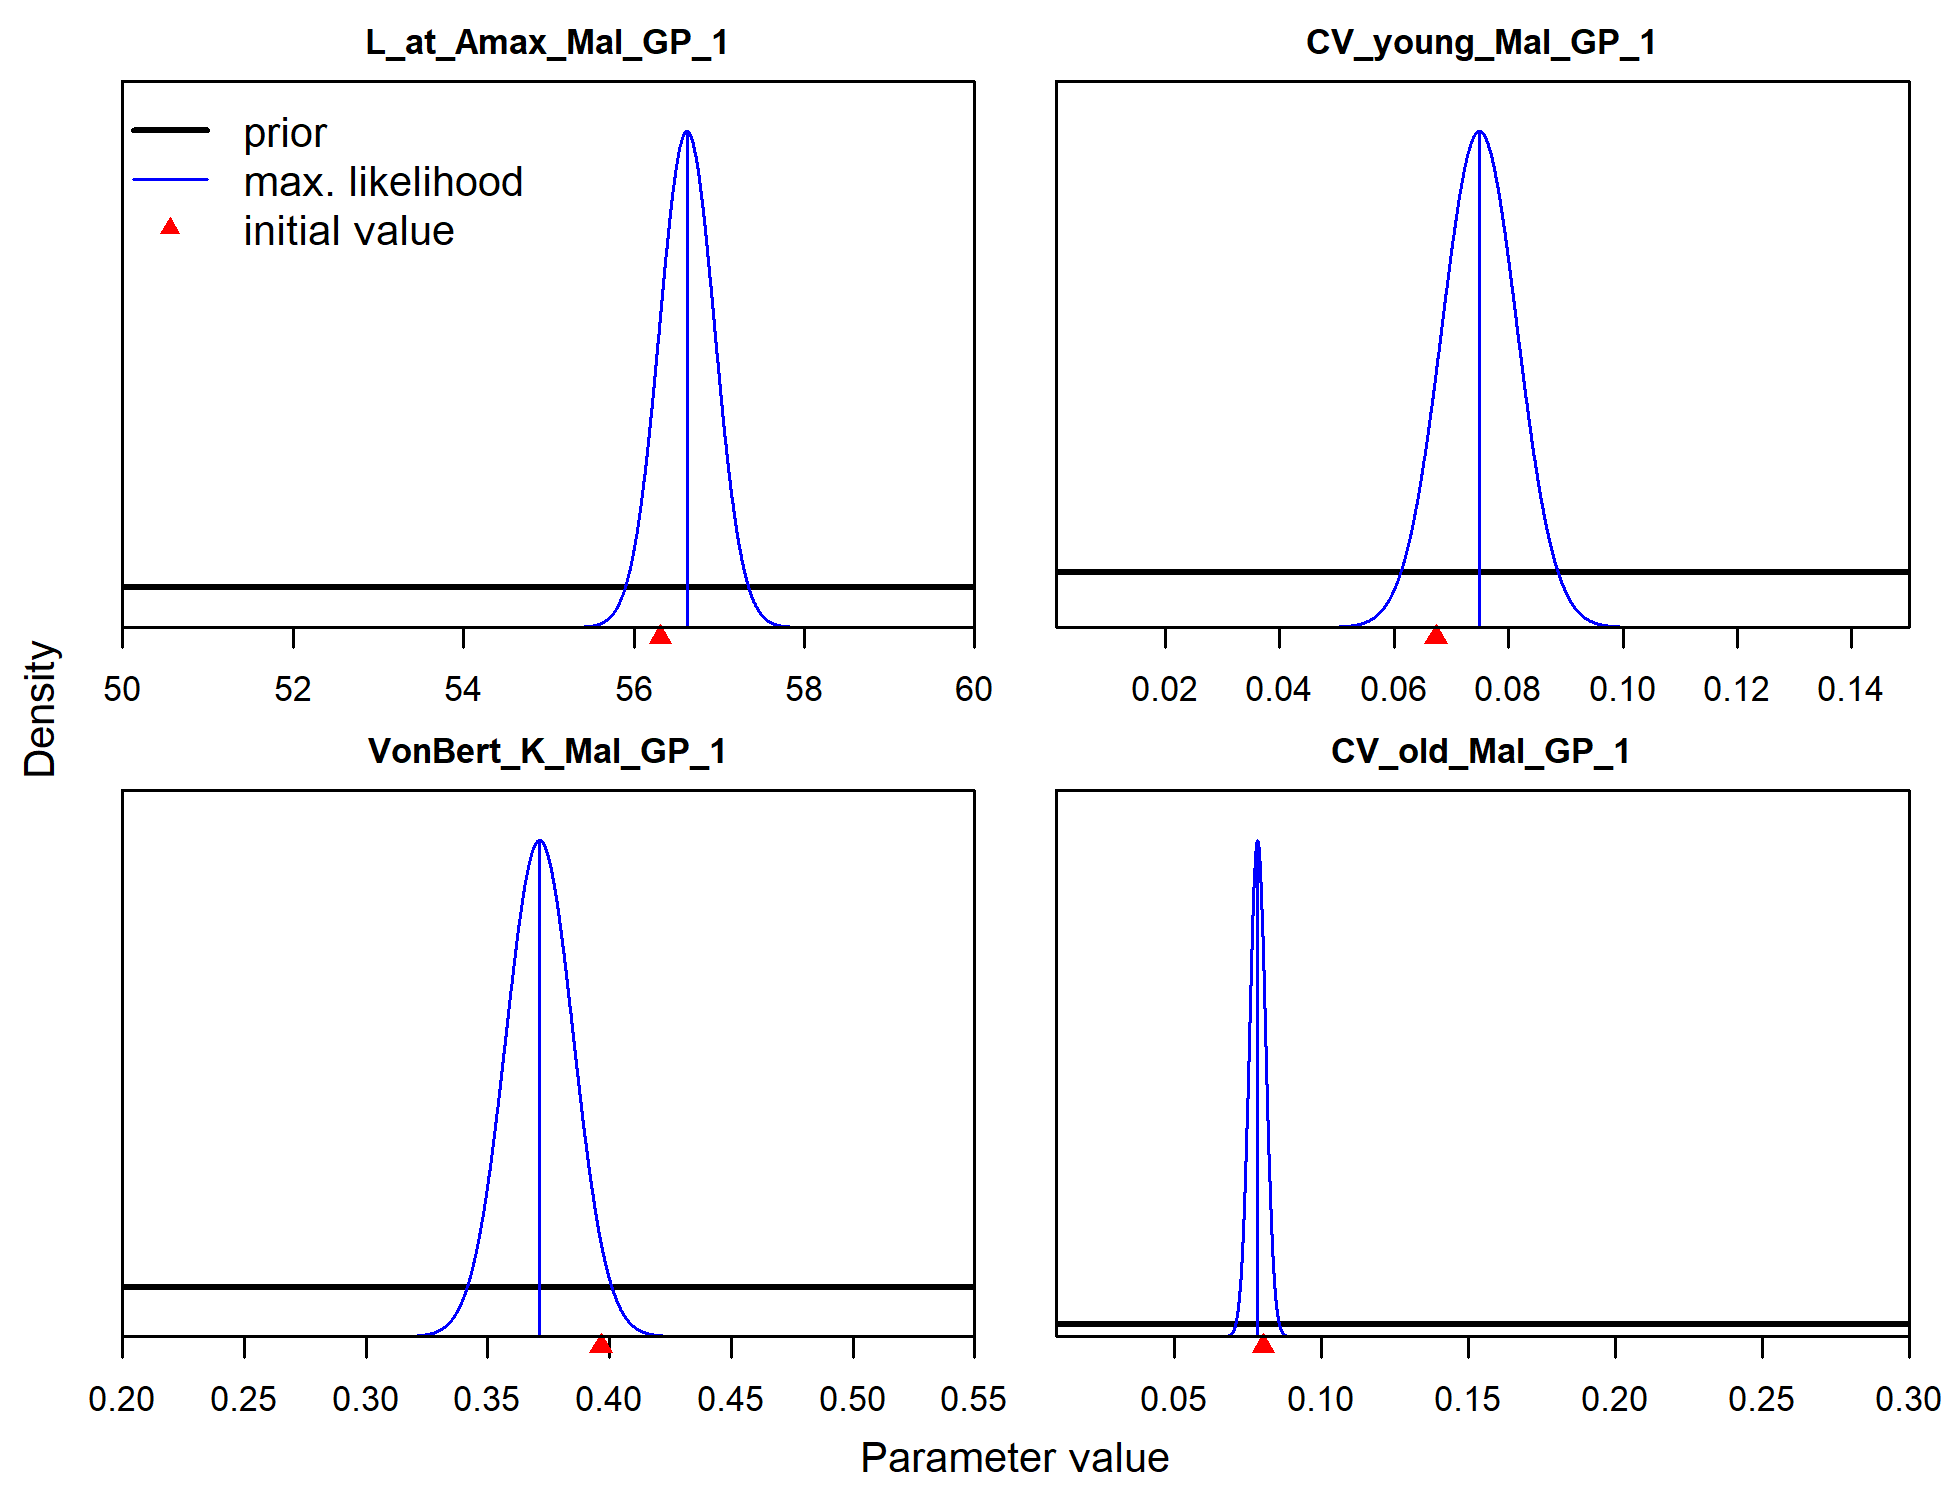 L_at_Amax_Mal_GP_1
prior
max. likelihood
initial value
50 52 54 56 58 60
CV_young_Mal_GP_1
0.02 0.04 0.06 0.08 0.10 0.12 0.14
Density
VonBert_K_Mal_GP_1
0.20 0.25 0.30 0.35 0.40 0.45 0.50 0.55
CV_old_Mal_GP_1
0.05 0.10 0.15 0.20 0.25 0.30
Parameter value